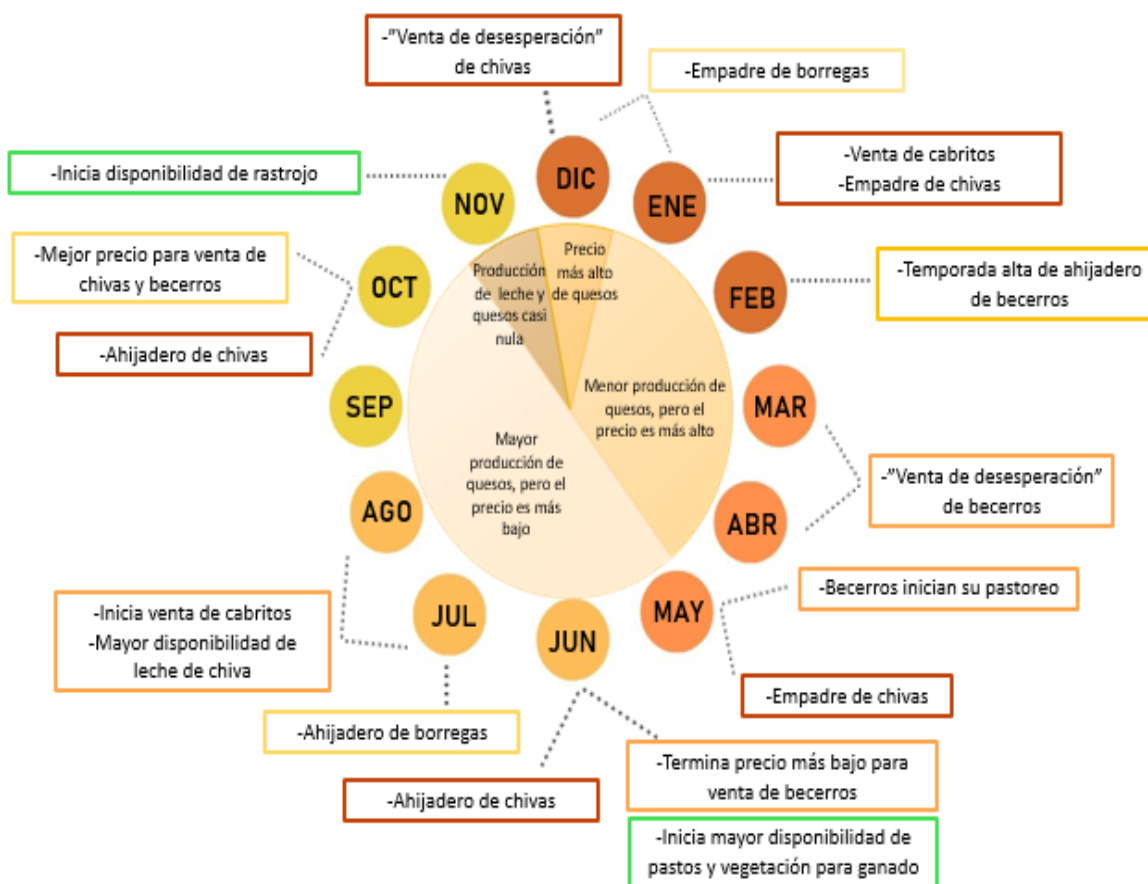 -"Venta de desesperación"
de chivas
-Empadre de borregas
-Inicia disponibilidad de rastrojo
-Venta de cabritos
-Empadre de chivas
DIC
ENE
NOV
-Mejor precio para venta de
chivas y becerros
OCT
FEB
-Temporada alta de ahijadero
de becerros
Producción
de leche y
quesos casi
nula
Precio
más alto
de quesos
-Ahijadero de chivas
SEP
MAR
Menor producción de
quesos, pero el
precio es más alto
Mayor
producción de
quesos, pero el
precio es más
bajo
-"Venta de desesperación"
de becerros
AGO
ABR
-Becerros inician su pastoreo
-Inicia venta de cabritos
-Mayor disponibilidad de
leche de chiva
JUL
JUN
MAY
-Empadre de chivas
-Ahijadero de borregas
-Ahijadero de chivas
-Termina precio más bajo para
venta de becerros
-Inicia mayor disponibilidad de
pastos y vegetación para ganado